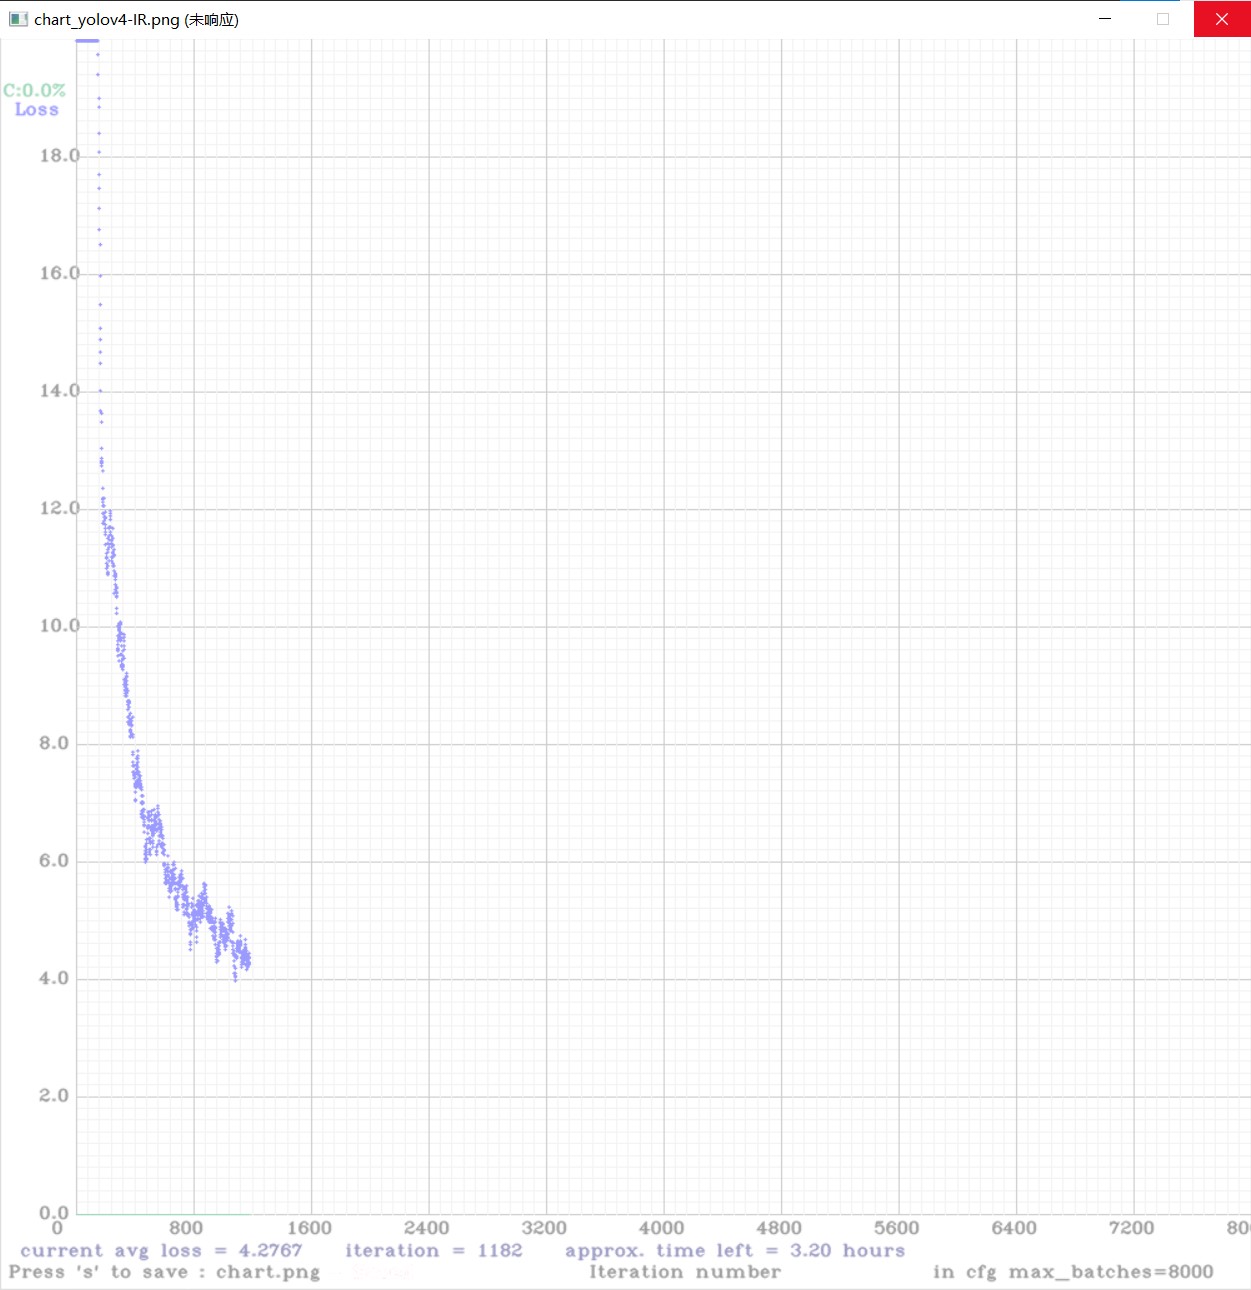 chart_yolov4-IR.png (未响应)
C:0.0%
Loss
18.0
16.0
14.0
12.0
10.0
8.0
6.0
4.0
2.0
0.0
0 800 1600 2400 3200 4000 4800 5600 6400 7200 800
current avg loss = 4.2767 iteration = 1182 approx. time left = 3.20 hours
Press 's' to save : chart.png Iteration number in cfg max_batches=8000